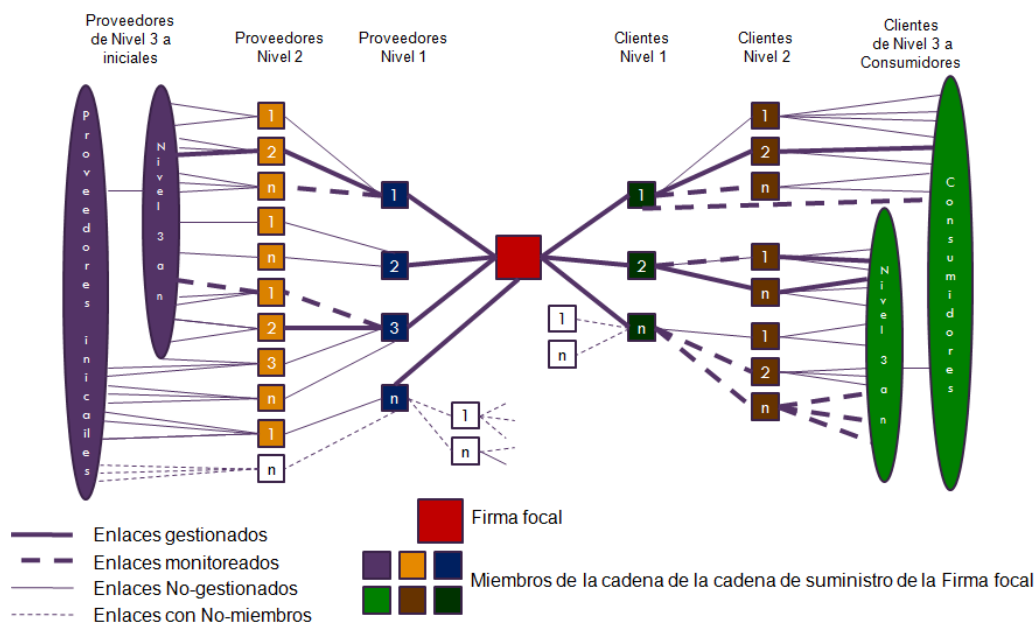 Proveedores
de Nivel 3 a
iniciales
Proveedores
Nivel 2
Proveedores
Nivel 1
Clientes
Nivel 1
Clientes
Nivel 2
Clientes
de Nivel 3 a
Consumidores
Proveedores inicales
Nivel 3 a n
1
2
n
1
n
1
2
3
n
1
n
1
2
3
n
1
n
1
n
1
2
n
1
2
n
1
n
1
2
n
Nivel 3 a n
Consumidores
Enlaces gestionados
Enlaces monitoreados
Enlaces No-gestionados
Enlaces con No-miembros
Firma focal
Miembros de la cadena de la cadena de suministro de la Firma focal